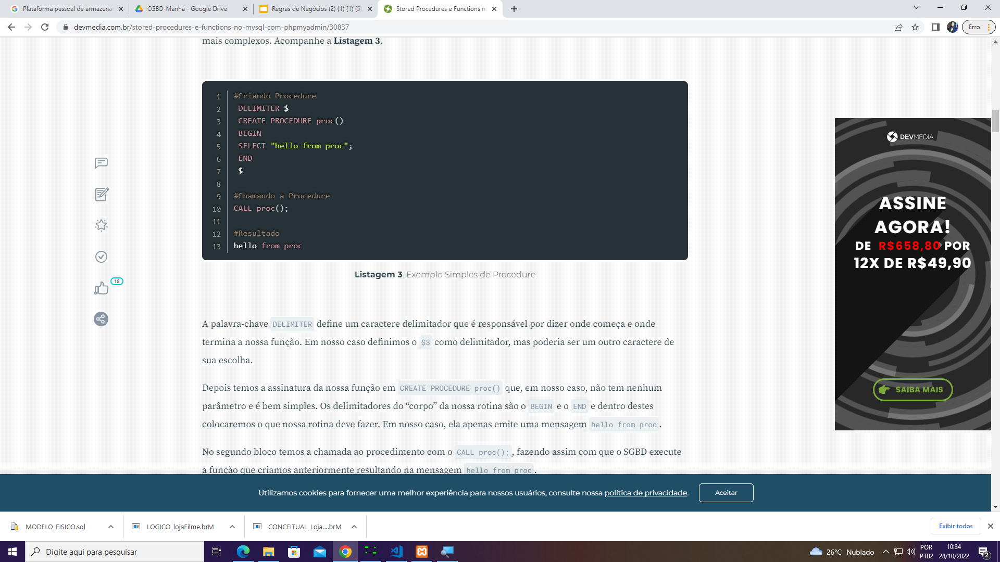 Plataforma pessoal de armazenar
CGBD-Manha - Google Drive
Regras de Negócios (2) (1) (1) (5)
Stored Procedures e Functions no
devmedia.com.br/stored-procedures-e-functions-no-mysql-com-phpmyadmin/30837
Erro
mais complexos. Acompanhe a Listagem 3.
1 #Criando Procedure
2 DELIMITER $
3 CREATE PROCEDURE proc()
4 BEGIN
5 SELECT "hello from proc";
6 END
7 $
8
9 #Chamando a Procedure
10 CALL proc();
11
12 #Resultado
13 hello from proc
Listagem 3. Exemplo Simples de Procedure
18
A palavra-chave DELIMITER define um caractere delimitador que é responsável por dizer onde começa e onde
termina a nossa função. Em nosso caso definimos o $$ como delimitador, mas poderia ser um outro caractere de
sua escolha.
Depois temos a assinatura da nossa função em CREATE PROCEDURE proc() que, em nosso caso, não tem nenhum
parâmetro e é bem simples. Os delimitadores do “corpo” da nossa rotina são o BEGIN e o END e dentro destes
colocaremos o que nossa rotina deve fazer. Em nosso caso, ela apenas emite uma mensagem hello from proc.
No segundo bloco temos a chamada ao procedimento com o CALL proc();, fazendo assim com que o SGBD execute
a função que criamos anteriormente resultando na mensagem hello from proc.
DEVMEDIA
ASSINE
AGORA!
DE R$658,80 POR
12X DE R$49,90
SAIBA MAIS
Utilizamos cookies para fornecer uma melhor experiência para nossos usuários, consulte nossa política de privacidade.
Aceitar
MODELO_FISICO.sql
LOGICO_lojaFilme.brM
CONCEITUAL_Loja....brM
Exibir todos
Digite aqui para pesquisar
26°C Nublado
POR
PTB2
10:34
28/10/2022
2